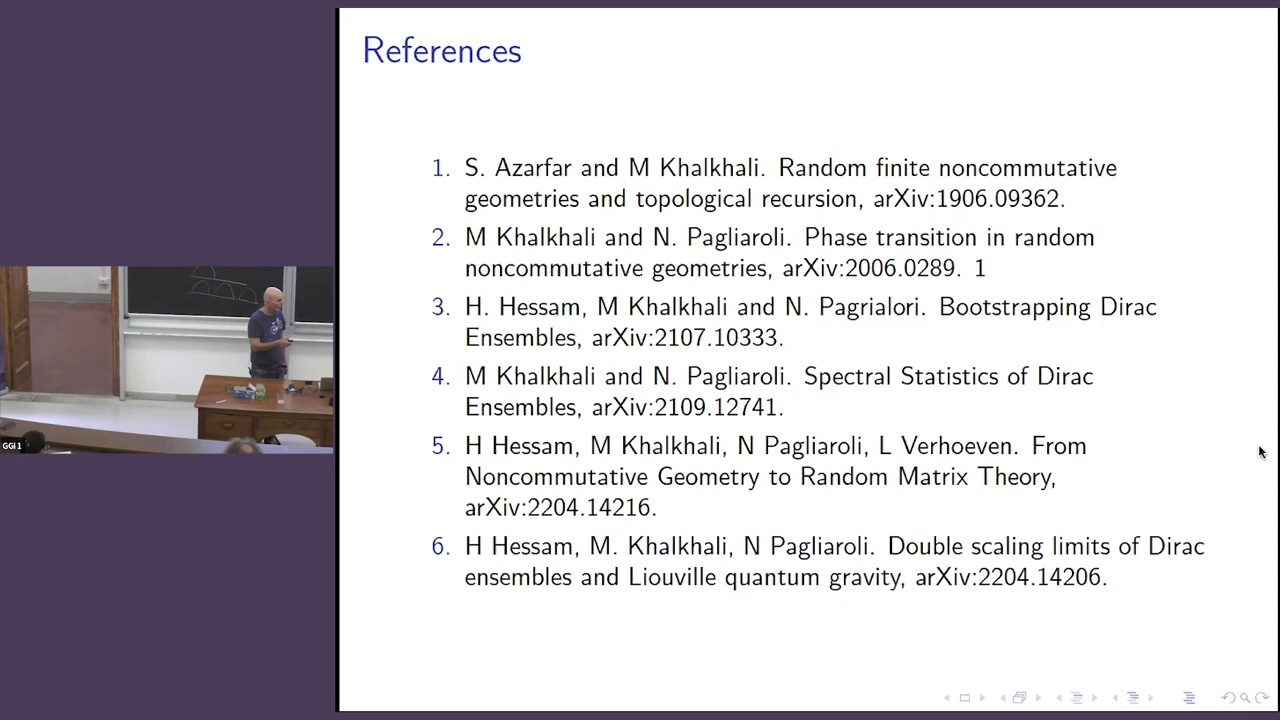 References
1. S. Azarfar and M Khalkhali. Random finite noncommutative
geometries and topological recursion, arXiv:1906.09362.
2. M Khalkhali and N. Pagliaroli. Phase transition in random
noncommutative geometries, arXiv:2006.0289. 1
3. H. Hessam, M Khalkhali and N. Pagrialori. Bootstrapping Dirac
Ensembles, arXiv:2107.10333.
4. M Khalkhali and N. Pagliaroli. Spectral Statistics of Dirac
Ensembles, arXiv:2109.12741.
5. H Hessam, M Khalkhali, N Pagliaroli, L Verhoeven. From
Noncommutative Geometry to Random Matrix Theory,
arXiv:2204.14216.
6. H Hessam, M. Khalkhali, N Pagliaroli. Double scaling limits of Dirac
ensembles and Liouville quantum gravity, arXiv:2204.14206.
GGI 1